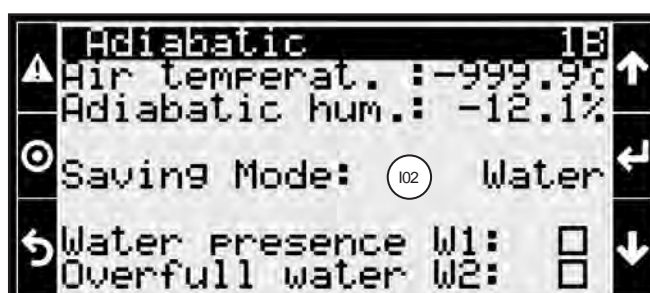 Adiabatic 1B
Air temperat. :-999.9℃
Adiabatic hum.: -12.1%
Saving Mode: I02 Water
Water presence W1: □
Overfull water W2: □